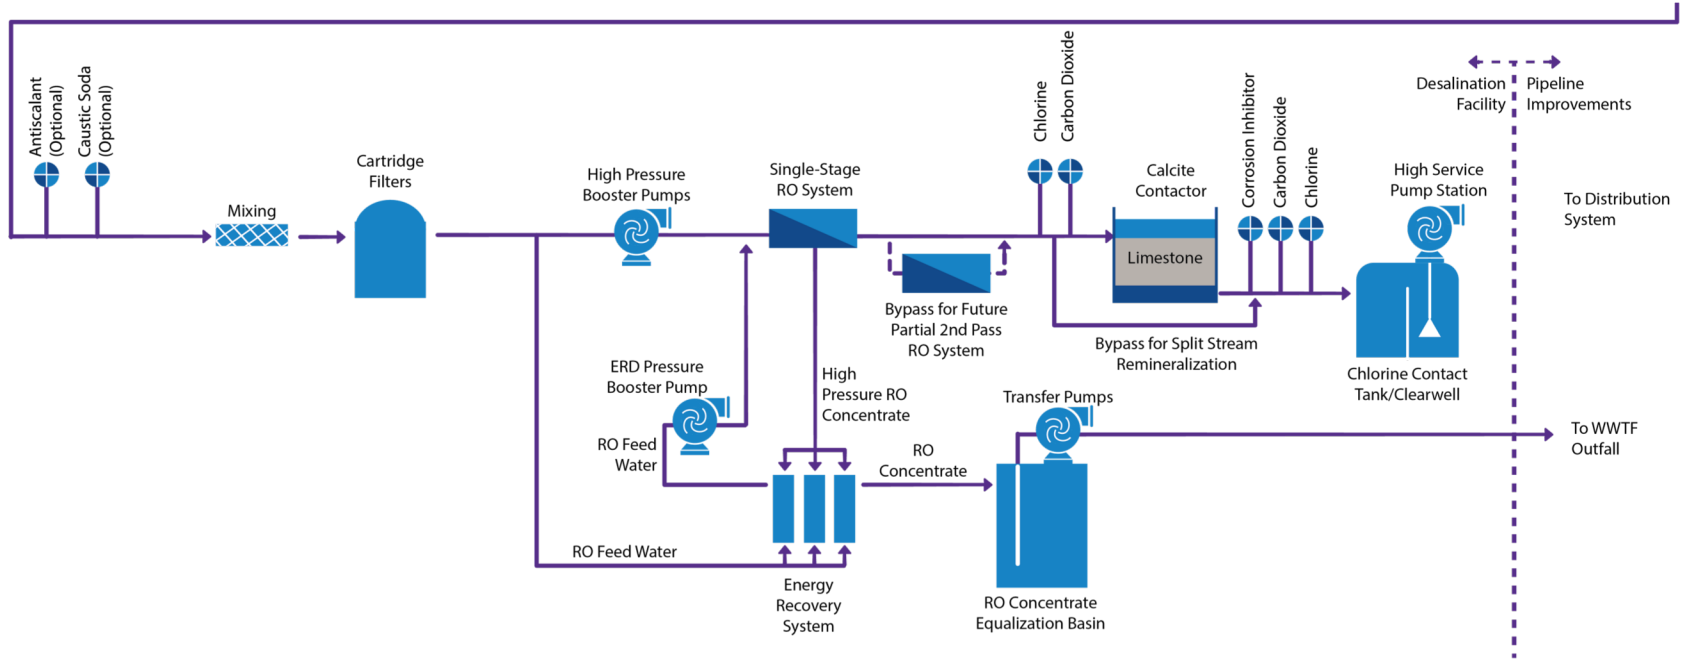 Antiscalant
(Optional)
Caustic Soda
(Optional)
Mixing
Cartridge
Filters
High Pressure
Booster Pumps
Single-Stage
RO System
Bypass for Future
Partial 2nd Pass
RO System
Chlorine
Carbon Dioxide
Calcite
Contactor
Limestone
Bypass for Split Stream
Remineralization
Corrosion Inhibitor
Carbon Dioxide
Chlorine
High Service
Pump Station
Chlorine Contact
Tank/Clearwell
Desalination
Facility
Pipeline
Improvements
To Distribution
System
ERD Pressure
Booster Pump
RO Feed
Water
High
Pressure RO
Concentrate
RO
Concentrate
Transfer Pumps
To WWTF
Outfall
RO Feed Water
Energy
Recovery
System
RO Concentrate
Equalization Basin